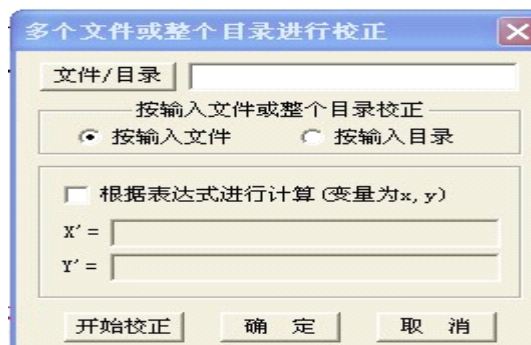 多个文件或整个目录进行校正
文件/目录
按输入文件或整个目录校正
按输入文件 按输入目录
根据表达式进行计算(变量为x, y)
X′ =
Y′ =
开始校正 确 定 取 消